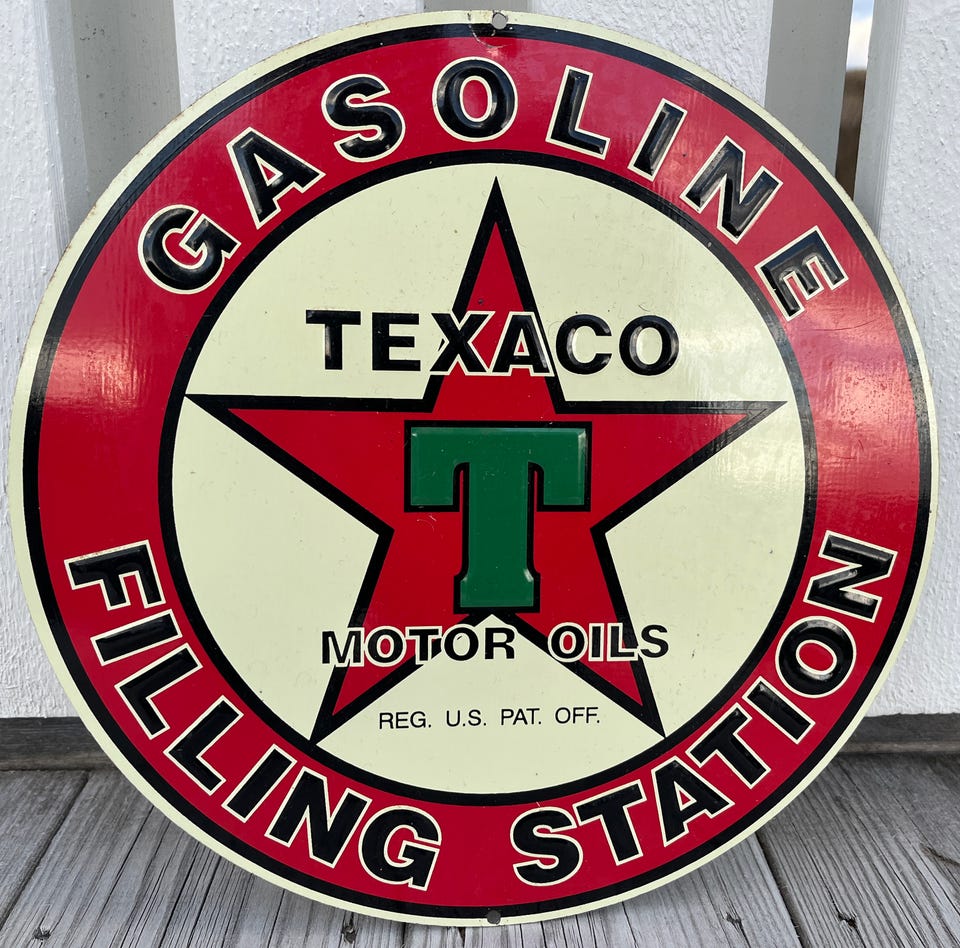 GASOLINE
TEXACO
T
MOTOR OILS
REG. U.S. PAT. OFF.
FILLING STATION